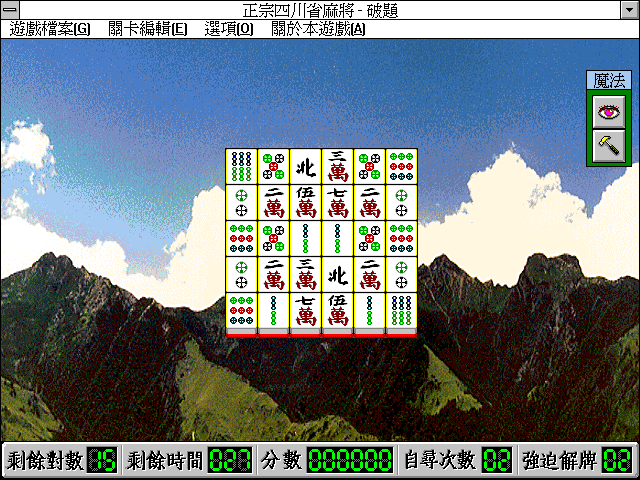 正宗四川省麻將 - 破題
遊戲檔案(G) 關卡編輯(E) 選項(O) 關於本遊戲(A)
魔法
北 三萬
二萬 伍萬 七萬 二萬
二萬 三萬 北 二萬
七萬 伍萬
剩餘對數 15 剩餘時間 027 分數 000000 自尋次數 02 強迫解牌 02